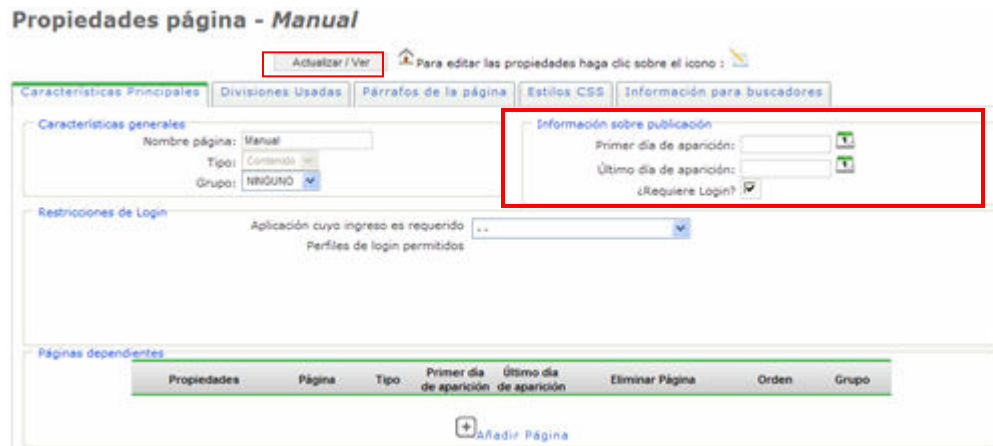 Propiedades página - Manual
Actualizar / Ver Para editar las propiedades haga clic sobre el icono :
Características Principales Divisiones Usadas Párrafos de la página Estilos CSS Información para buscadores
Características generales
Nombre página: Manual
Tipo: Contenido
Grupo: NINGUNO
Información sobre publicación
Primer día de aparición:
Último día de aparición:
¿Requiere Login?
Restricciones de Login
Aplicación cuyo ingreso es requerido --
Perfiles de login permitidos
Páginas dependientes
Propiedades Página Tipo Primer día de aparición Último dia de aparición Eliminar Página Orden Grupo
Añadir Página